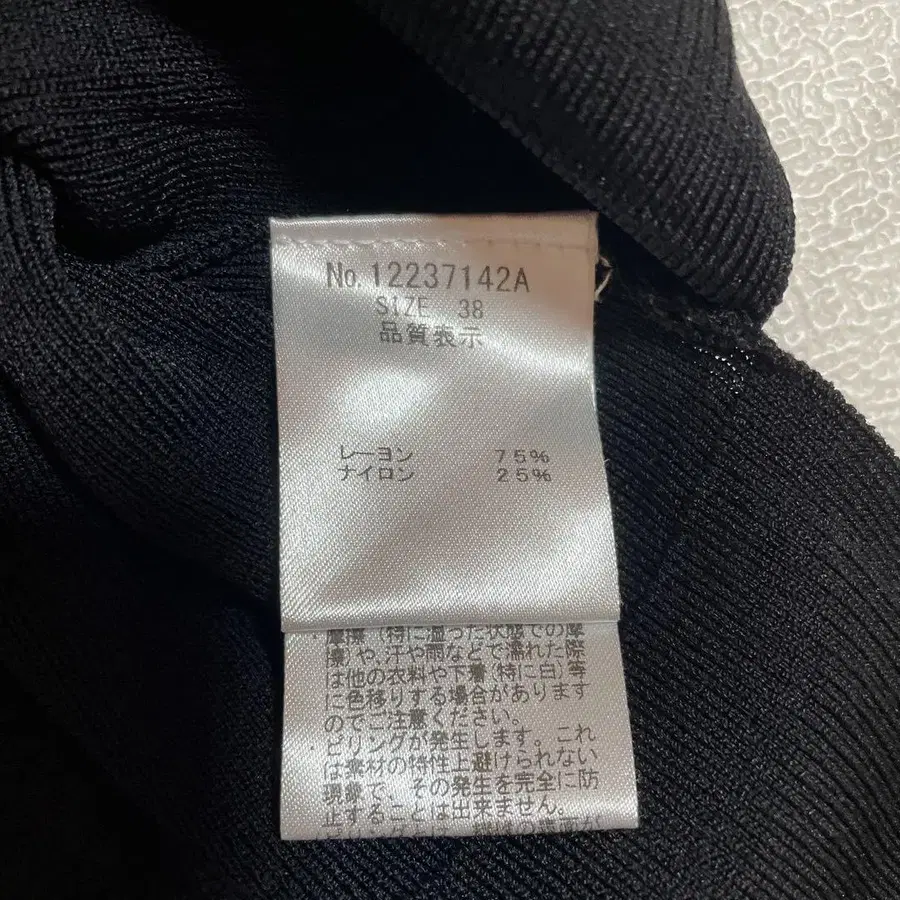 No.12237142A
SIZE 38
品質表示
レーヨン 75%
ナイロン 25%
・摩擦（特に湿った状態での摩
擦）や、汗や雨などで濡れた際
は他の衣料や下着（特に白）等
に色移りする場合があります
のでご注意ください。
・ピリングが発生します。これ
は素材の特性上避けられない
現象で、その発生を完全に防
止することは出来ません。